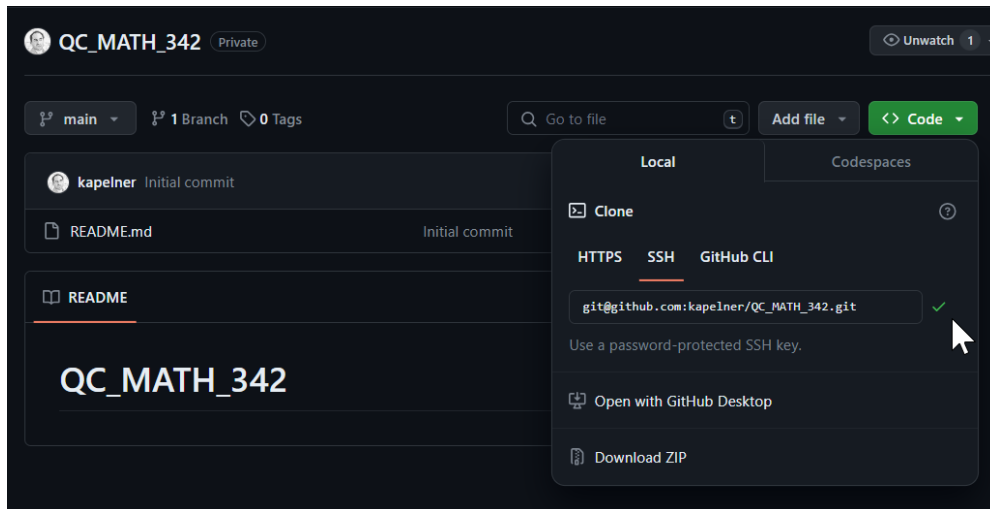 QC_MATH_342 Private
Unwatch 1
main 1 Branch 0 Tags
Go to file t
Add file
Code
kapelner Initial commit
README.md Initial commit
README
QC_MATH_342
Local Codespaces
Clone
HTTPS SSH GitHub CLI
git@github.com:kapelner/QC_MATH_342.git
Use a password-protected SSH key.
Open with GitHub Desktop
Download ZIP